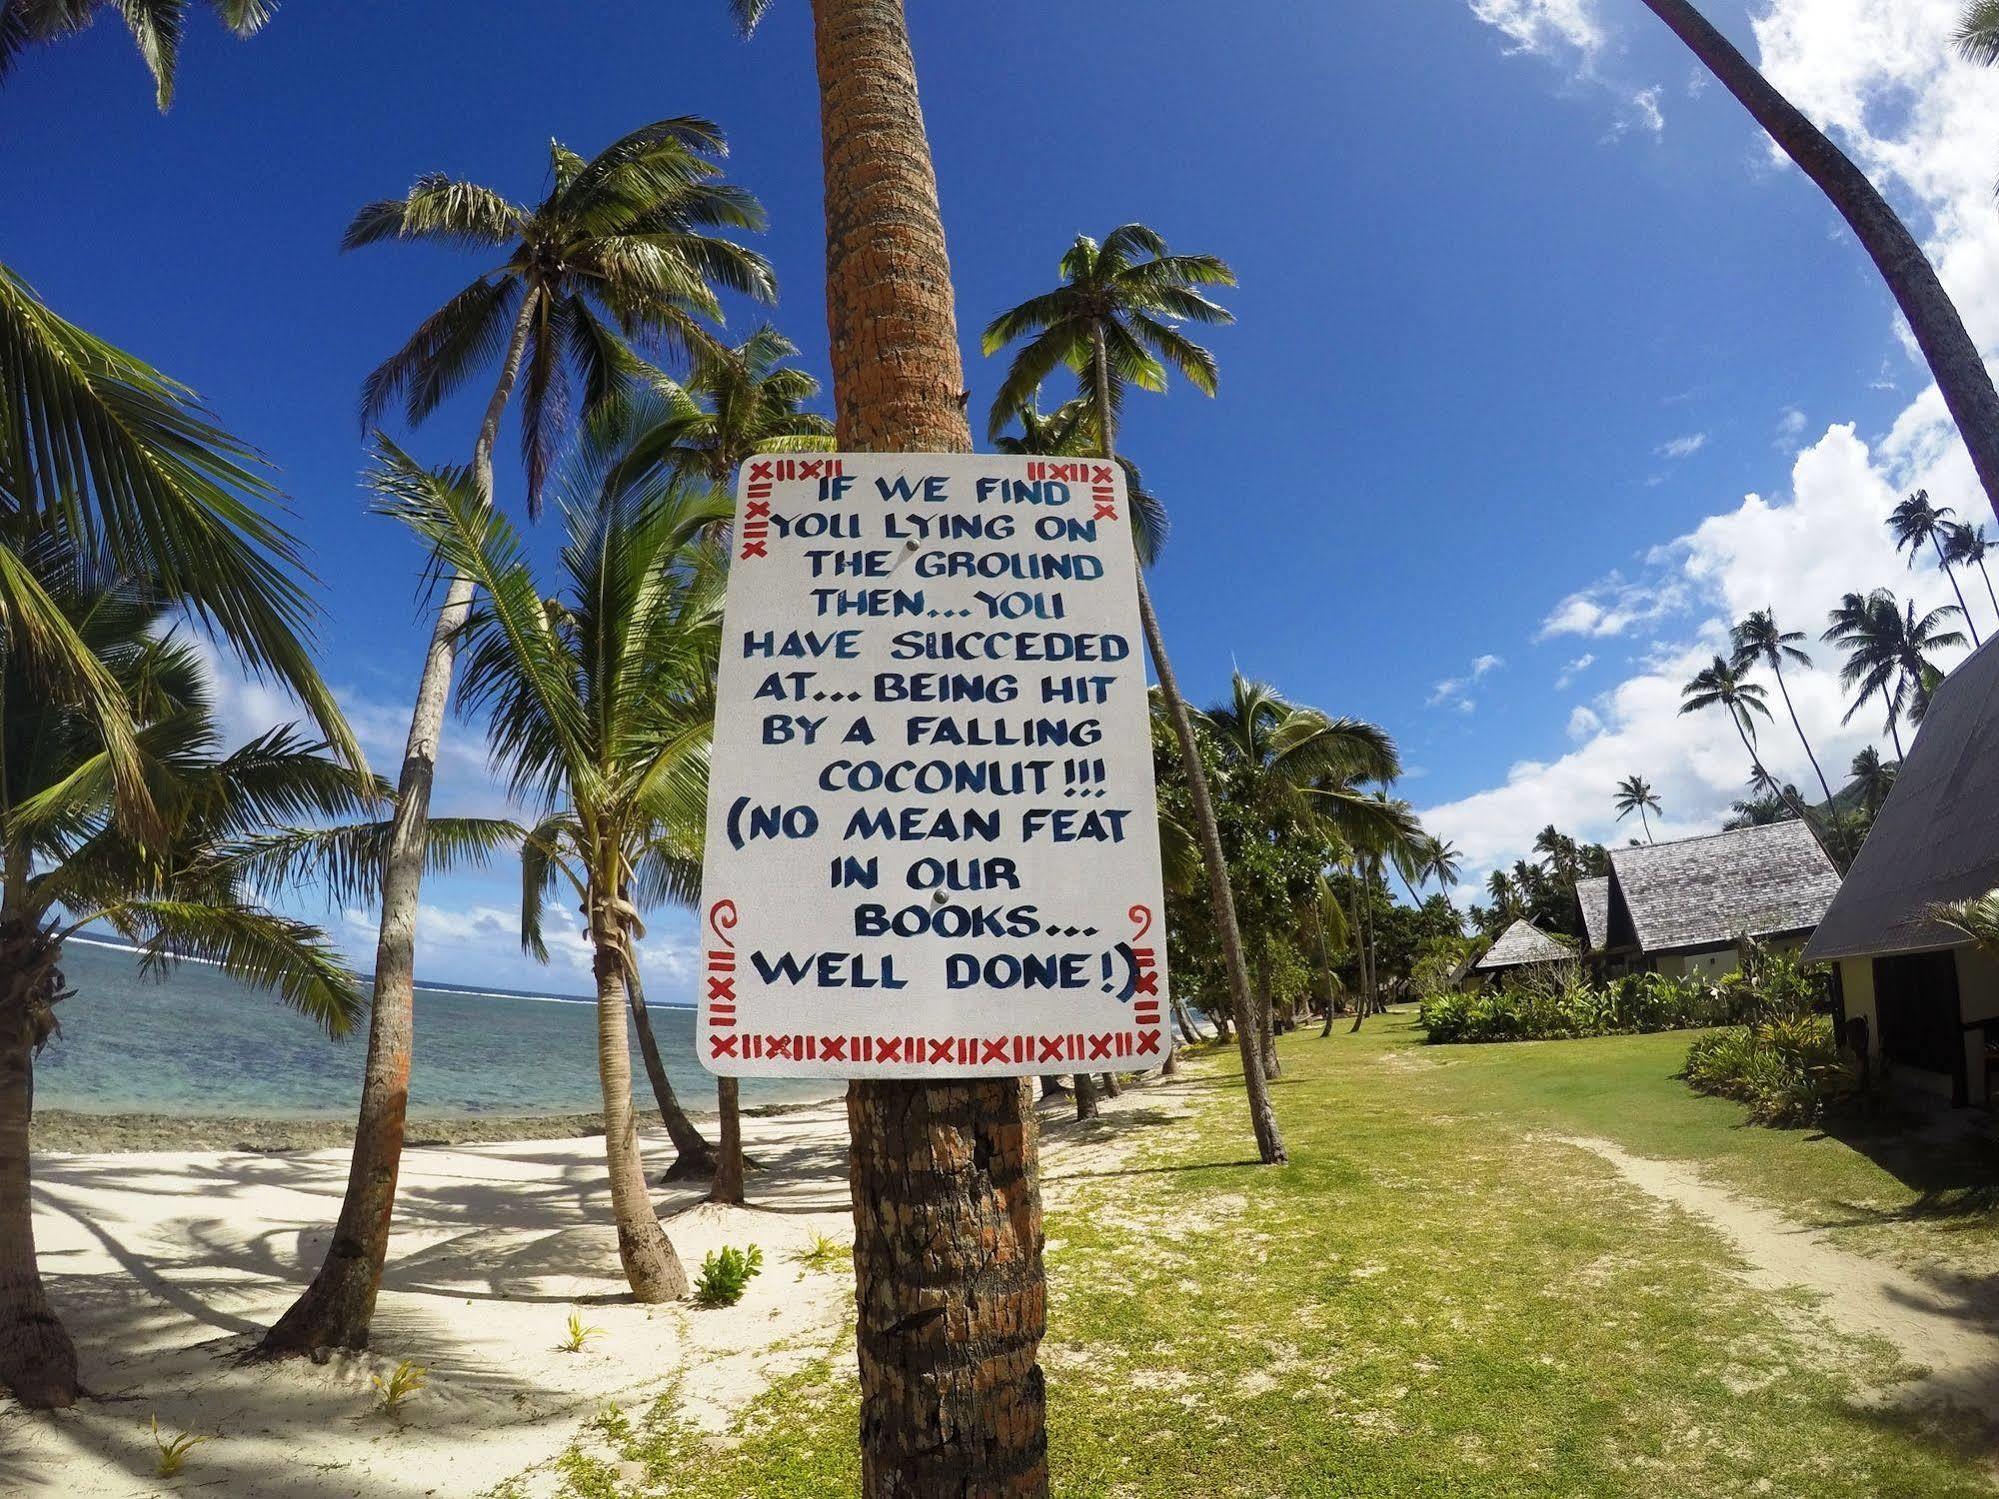 IF WE FIND
YOU LYING ON
THE GROUND
THEN...YOU
HAVE SUCCEDED
AT...BEING HIT
BY A FALLING
COCONUT!!!
(NO MEAN FEAT
IN OUR
BOOKS...
WELL DONE!)